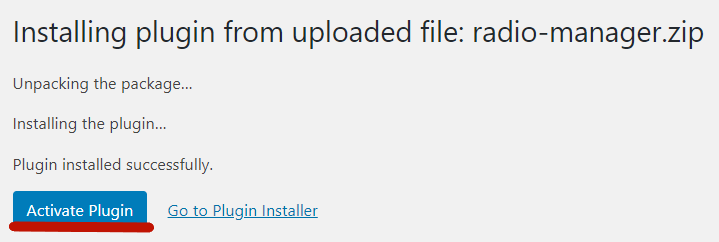 Installing plugin from uploaded file: radio-manager.zip
Unpacking the package...
Installing the plugin...
Plugin installed successfully.
Activate Plugin Go to Plugin Installer